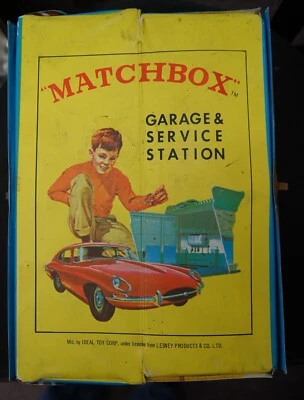 "MATCHBOX"TM
GARAGE &
SERVICE
STATION
Mfd. by IDEAL TOY CORP. under license from LESNEY PRODUCTS & CO. LTD.